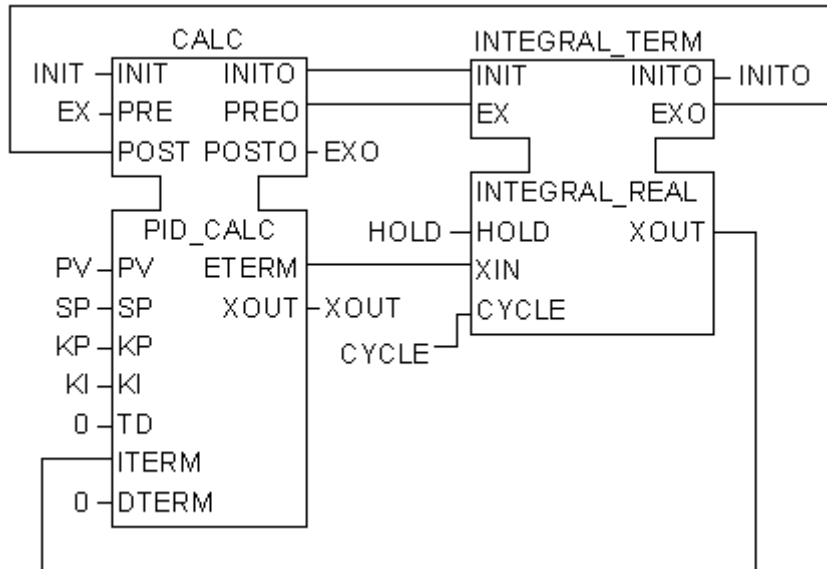 CALC
INTEGRAL_TERM
INIT INIT INITO INIT INITO INITO
EX PRE PREO EX EXO
POST POSTO EXO
INTEGRAL_REAL
PID_CALC HOLD HOLD XOUT
PV PV ETERM XIN
SP SP XOUT XOUT CYCLE
KP KP CYCLE
KI KI
0 TD
ITERM
0 DTERM